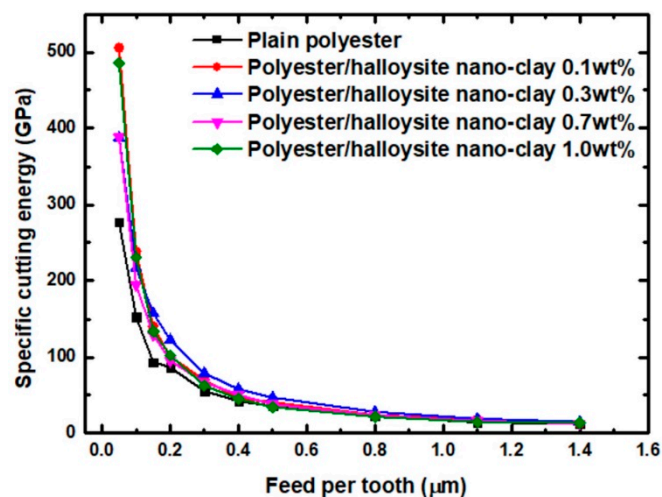 Plain polyester
Polyester/halloysite nano-clay 0.1wt%
Polyester/halloysite nano-clay 0.3wt%
Polyester/halloysite nano-clay 0.7wt%
Polyester/halloysite nano-clay 1.0wt%
Specific cutting energy (GPa)
500
400
300
200
100
0
0.0 0.2 0.4 0.6 0.8 1.0 1.2 1.4 1.6
Feed per tooth (μm)